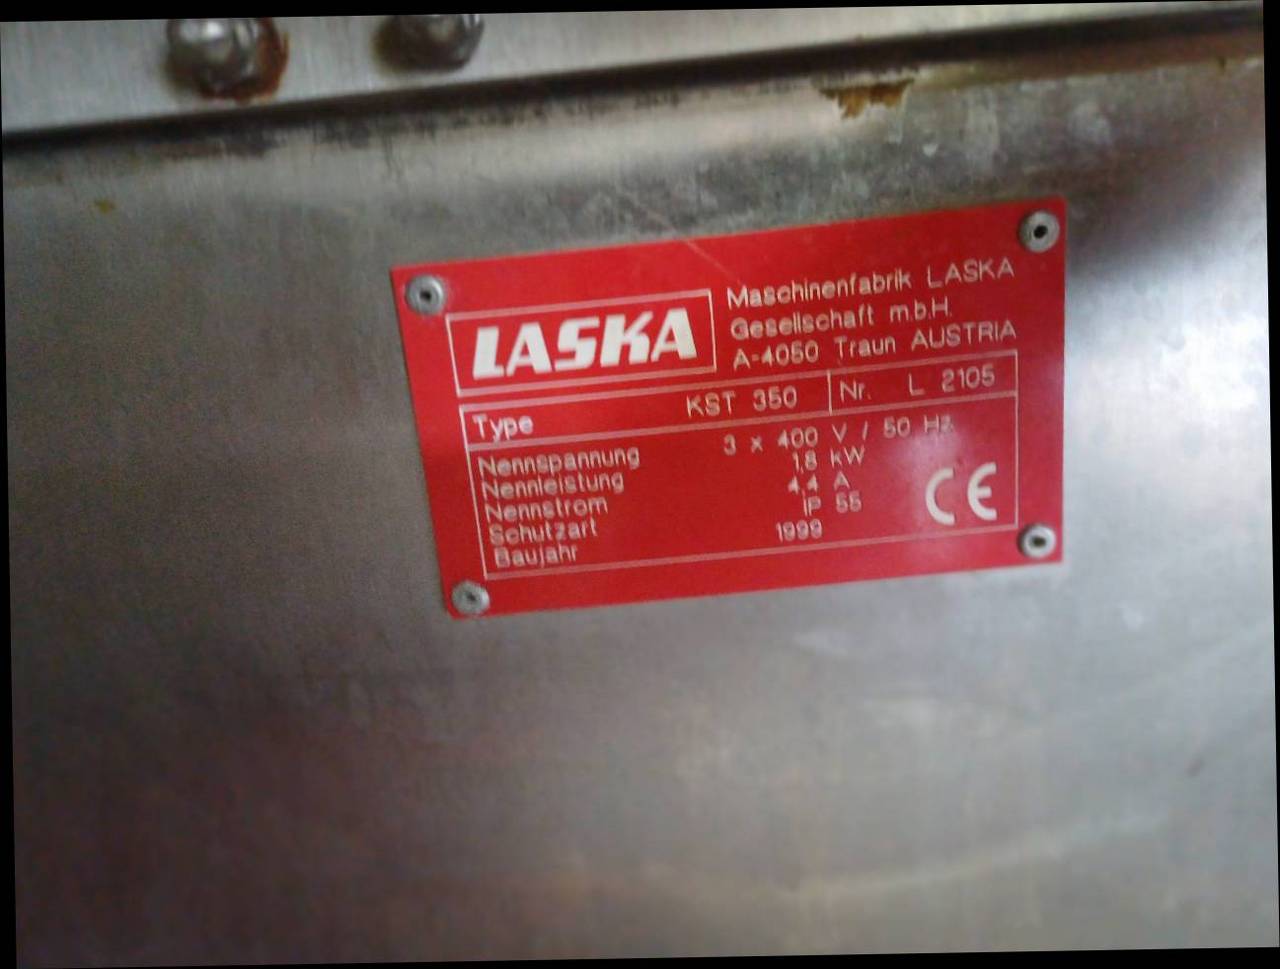 LASKA
Maschinenfabrik LASKA
Gesellschaft m.b.H.
A-4050 Traun AUSTRIA
Type KST 350 Nr. L 2105
Nennspannung 3 x 400 V / 50 Hz
Nennleistung 1,8 kW
Nennstrom 4,4 A
Schutzart IP 55
Baujahr 1999
CE